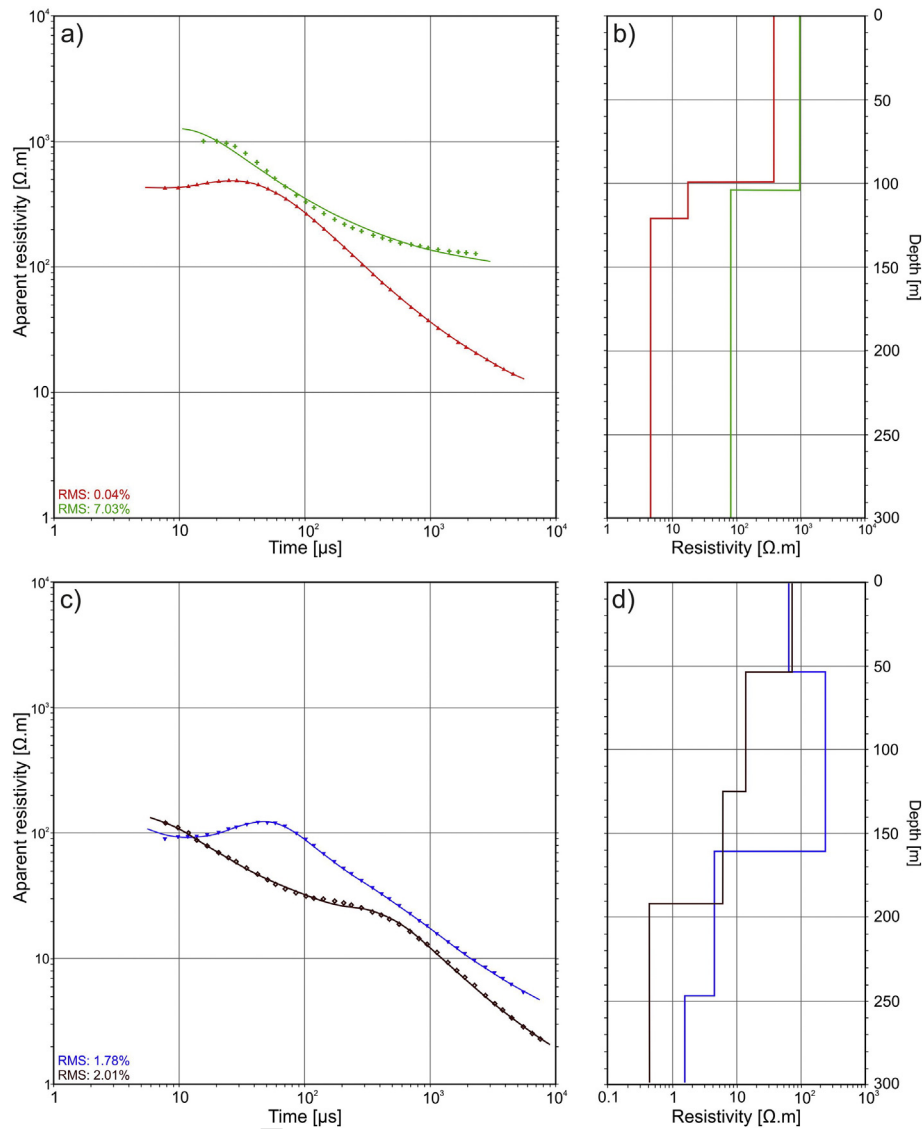 a)
10⁴
10³
10²
10
1
Apparent resistivity [Ω.m]
RMS: 0.04%
RMS: 7.03%
1 10 10² 10³ 10⁴
Time [µs]
b)
0
50
100
150
200
250
300
Depth [m]
1 10 10² 10³ 10⁴
Resistivity [Ω.m]
c)
10⁴
10³
10²
10
1
Apparent resistivity [Ω.m]
RMS: 1.78%
RMS: 2.01%
1 10 10² 10³ 10⁴
Time [µs]
d)
0
50
100
150
200
250
300
Depth [m]
0.1 1 10 10² 10³
Resistivity [Ω.m]